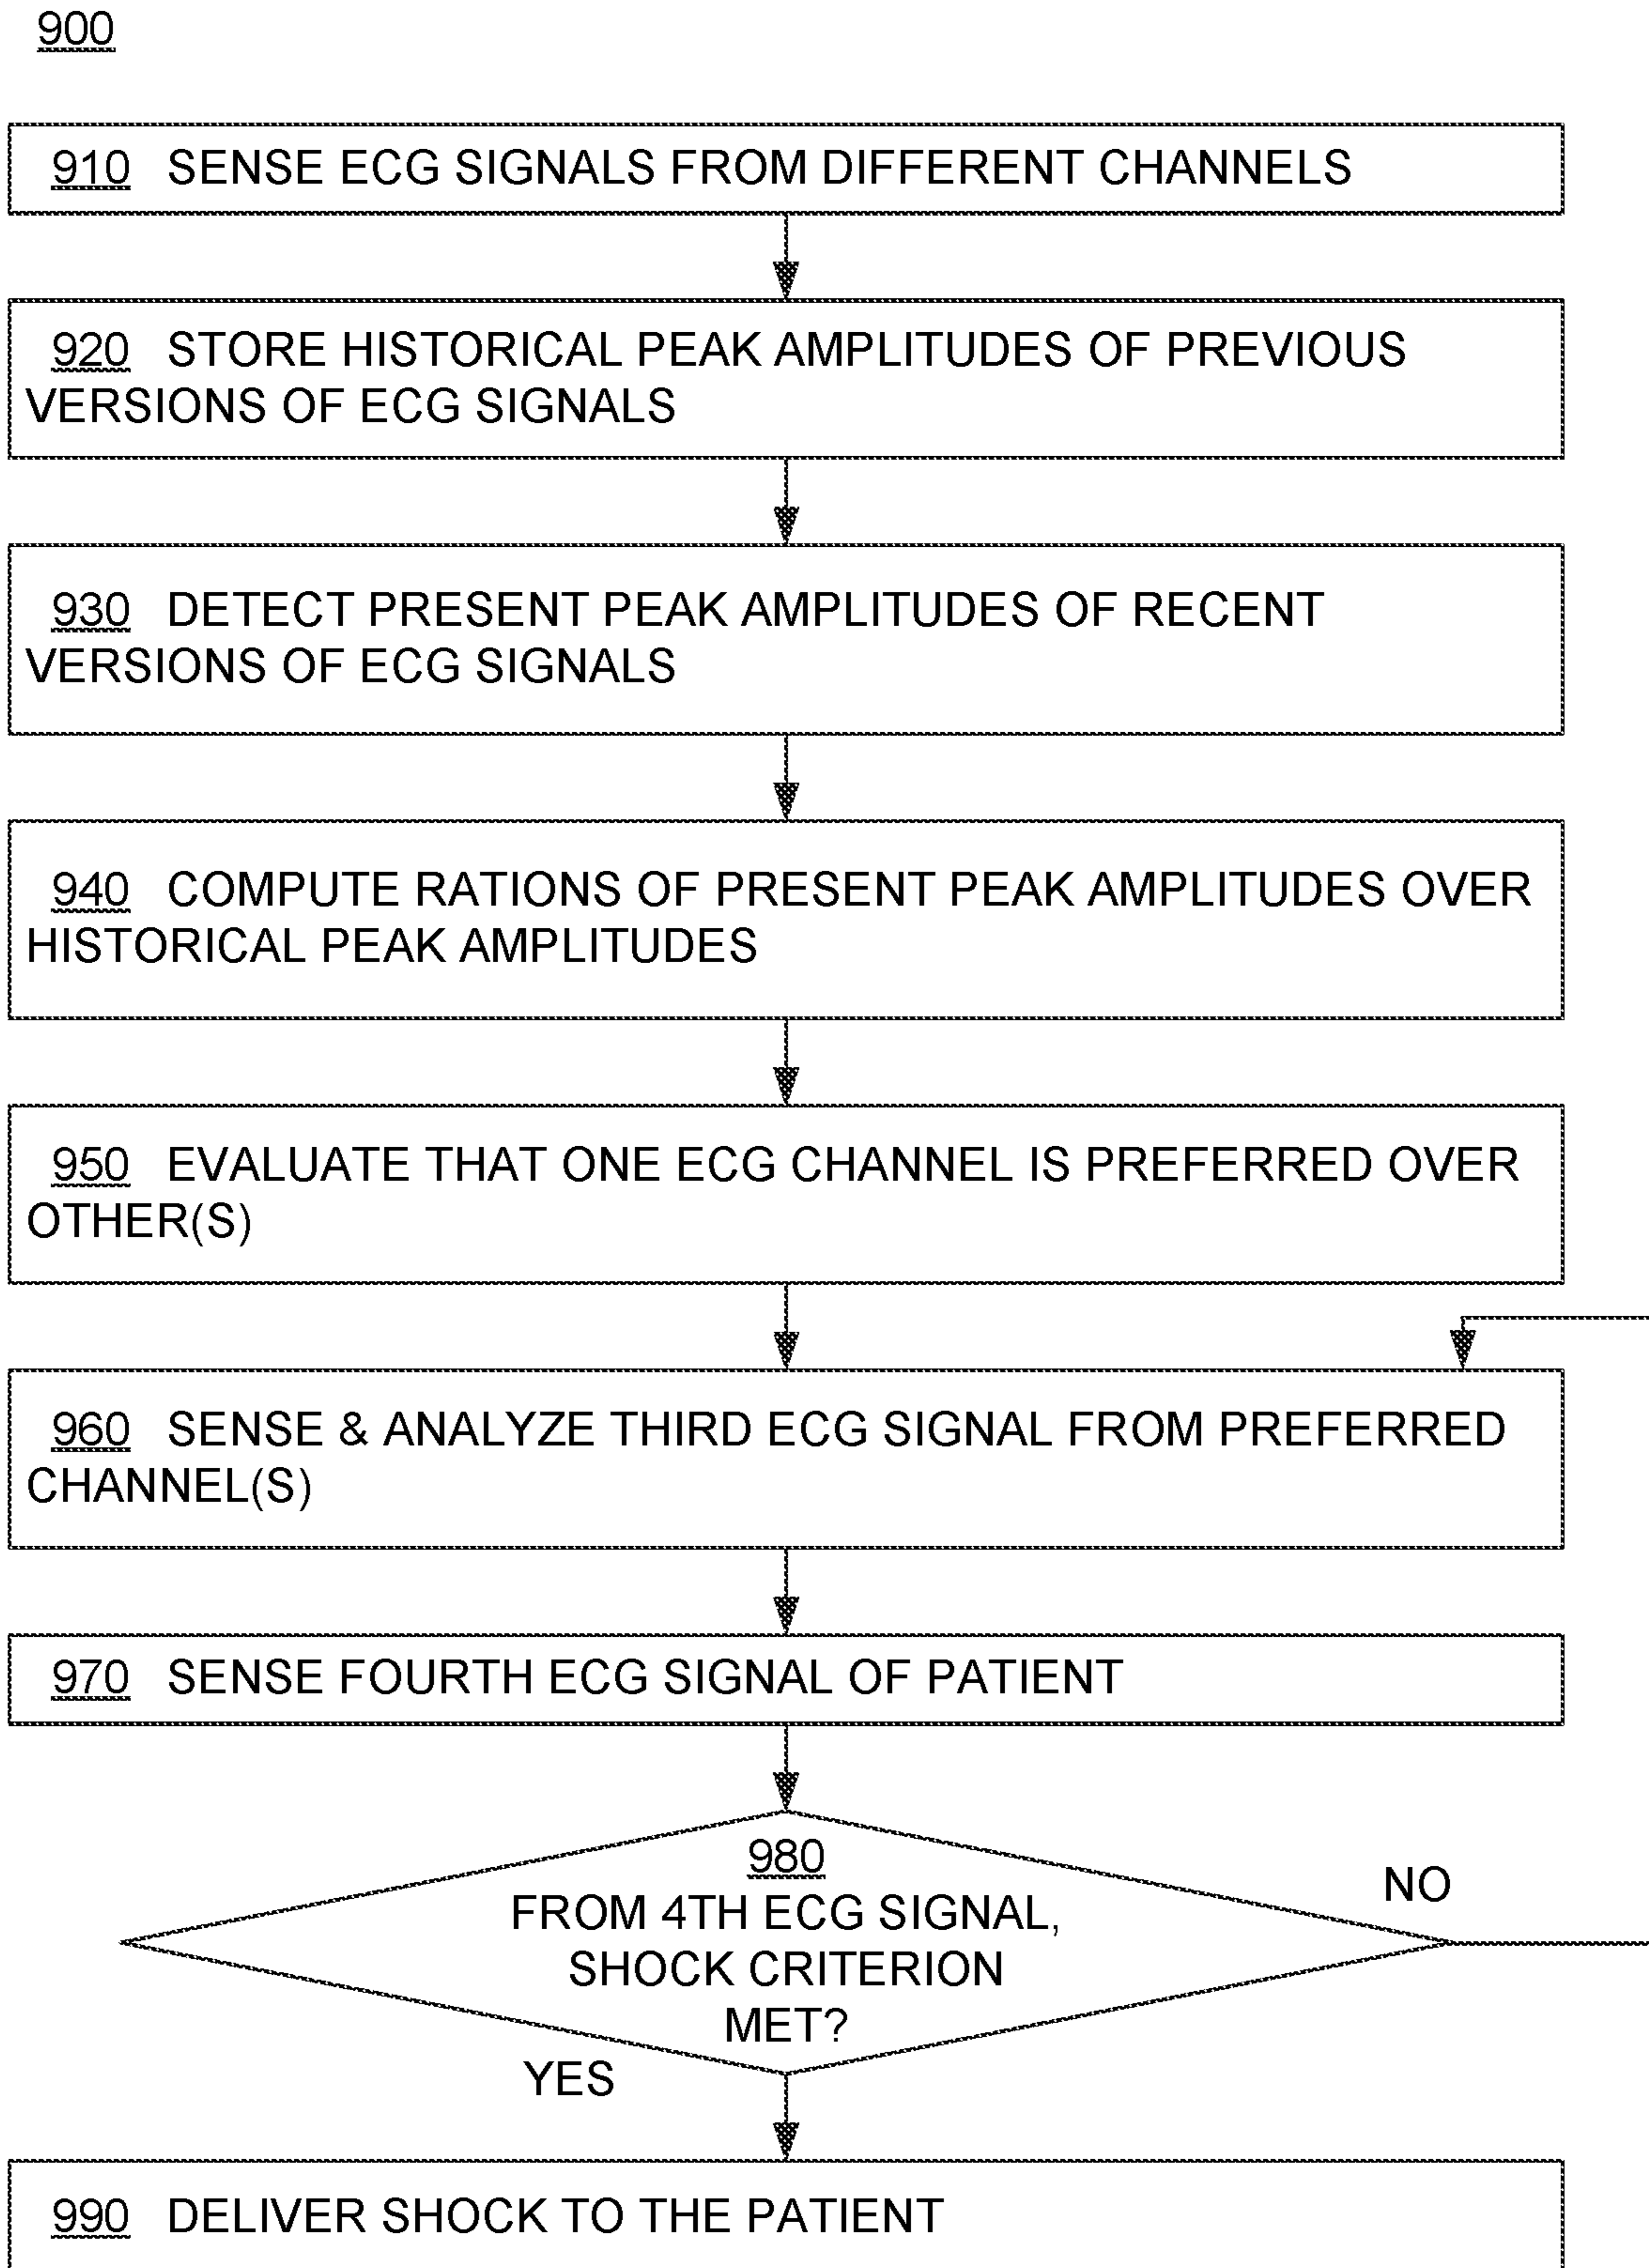 900
910 SENSE ECG SIGNALS FROM DIFFERENT CHANNELS
920 STORE HISTORICAL PEAK AMPLITUDES OF PREVIOUS
VERSIONS OF ECG SIGNALS
930 DETECT PRESENT PEAK AMPLITUDES OF RECENT
VERSIONS OF ECG SIGNALS
940 COMPUTE RATIONS OF PRESENT PEAK AMPLITUDES OVER
HISTORICAL PEAK AMPLITUDES
950 EVALUATE THAT ONE ECG CHANNEL IS PREFERRED OVER
OTHER(S)
960 SENSE & ANALYZE THIRD ECG SIGNAL FROM PREFERRED
CHANNEL(S)
970 SENSE FOURTH ECG SIGNAL OF PATIENT
980
FROM 4TH ECG SIGNAL,
SHOCK CRITERION
MET?
NO
YES
990 DELIVER SHOCK TO THE PATIENT